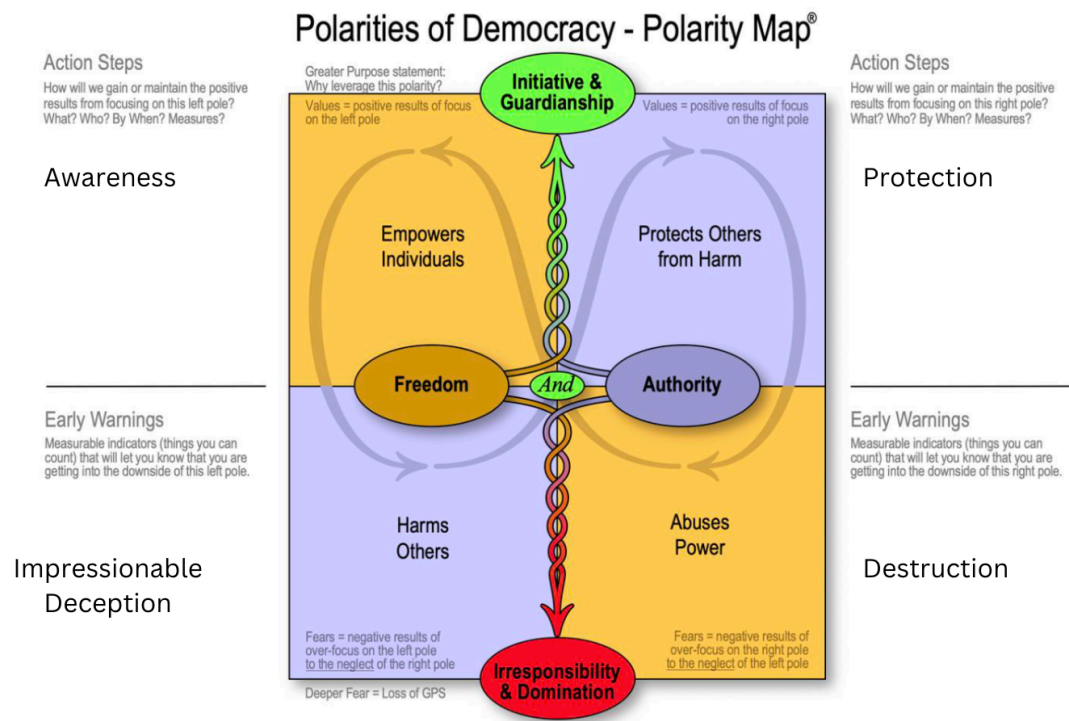 Polarities of Democracy - Polarity Map®
Action Steps
How will we gain or maintain the positive
results from focusing on this left pole?
What? Who? By When? Measures?
Awareness
Greater Purpose statement:
Why leverage this polarity?
Values = positive results of focus
on the left pole
Initiative &
Guardianship
Values = positive results of focus
on the right pole
Action Steps
How will we gain or maintain the positive
results from focusing on this right pole?
What? Who? By When? Measures?
Protection
Empowers
Individuals
Protects Others
from Harm
Freedom
And
Authority
Early Warnings
Measurable indicators (things you can
count) that will let you know that you are
getting into the downside of this left pole.
Impressionable
Deception
Harms
Others
Abuses
Power
Early Warnings
Measurable indicators (things you can
count) that will let you know that you are
getting into the downside of this right pole.
Destruction
Fears = negative results of
over-focus on the left pole
to the neglect of the right pole
Irresponsibility
& Domination
Fears = negative results of
over-focus on the right pole
to the neglect of the left pole
Deeper Fear = Loss of GPS